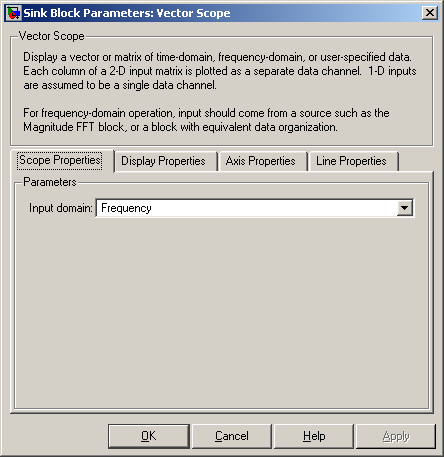 Sink Block Parameters: Vector Scope
Vector Scope
Display a vector or matrix of time-domain, frequency-domain, or user-specified data.
Each column of a 2-D input matrix is plotted as a separate data channel.  1-D inputs
are assumed to be a single data channel.
For frequency-domain operation, input should come from a source such as the
Magnitude FFT block, or a block with equivalent data organization.
Scope Properties Display Properties Axis Properties Line Properties
Parameters
Input domain: Frequency
OK Cancel Help Apply